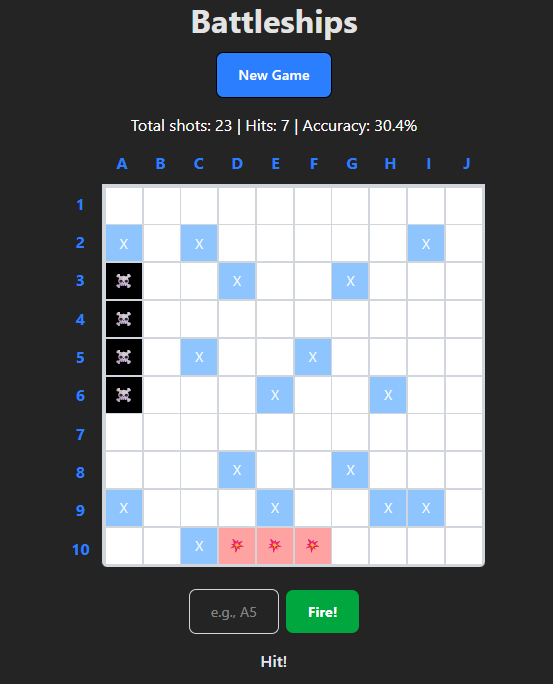 Battleships
New Game
Total shots: 23 | Hits: 7 | Accuracy: 30.4%
A B C D E F G H I J
1
2 X X X
3 ☠ X X
4 ☠
5 ☠ X X
6 ☠ X X
7
8 X X
9 X X X X
10 X 💥 💥 💥
e.g., A5 Fire!
Hit!